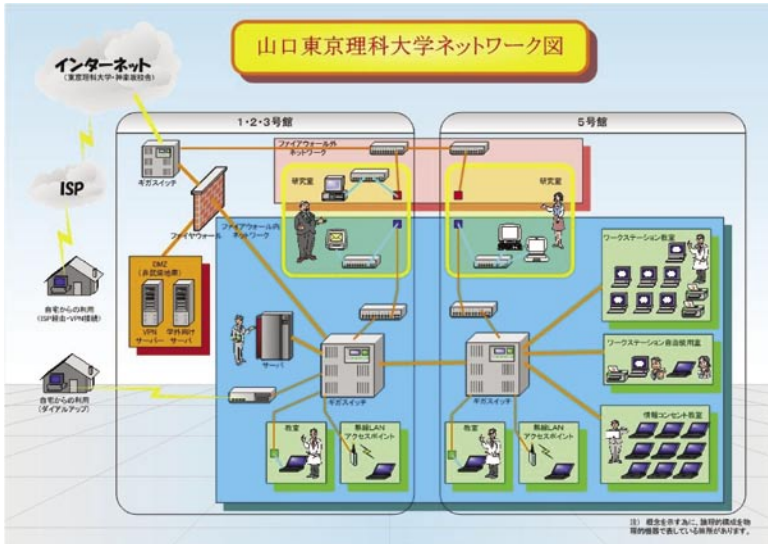 山口東京理科大学ネットワーク図
インターネット
(東京理科大学・神楽坂校舎)
1・2・3号館
5号館
ファイアウォール外
ネットワーク
ギガスイッチ
研究室
研究室
ISP
ファイヤウォール
ファイアウォール内
ネットワーク
DMZ
(非武装地帯)
ワークステーション教室
自宅からの利用
(ISP経由・VPN接続)
VPN
サーバー
学外向け
サーバ
サーバ
ワークステーション自由使用室
ギガスイッチ
ギガスイッチ
自宅からの利用
(ダイアルアップ)
教室
無線LAN
アクセスポイント
教室
無線LAN
アクセスポイント
情報コンセント教室
注) 概念を示す為に、論理的構成を物
理的機器で表している箇所があります。